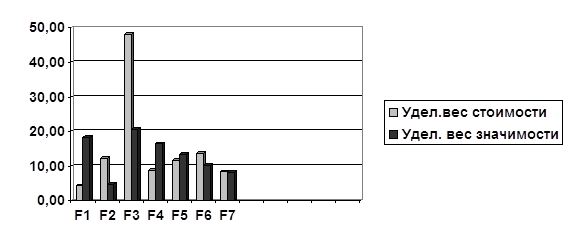 50,00
40,00
30,00
20,00
10,00
0,00
F1 F2 F3 F4 F5 F6 F7
Удел.вес стоимости
Удел. вес значимости